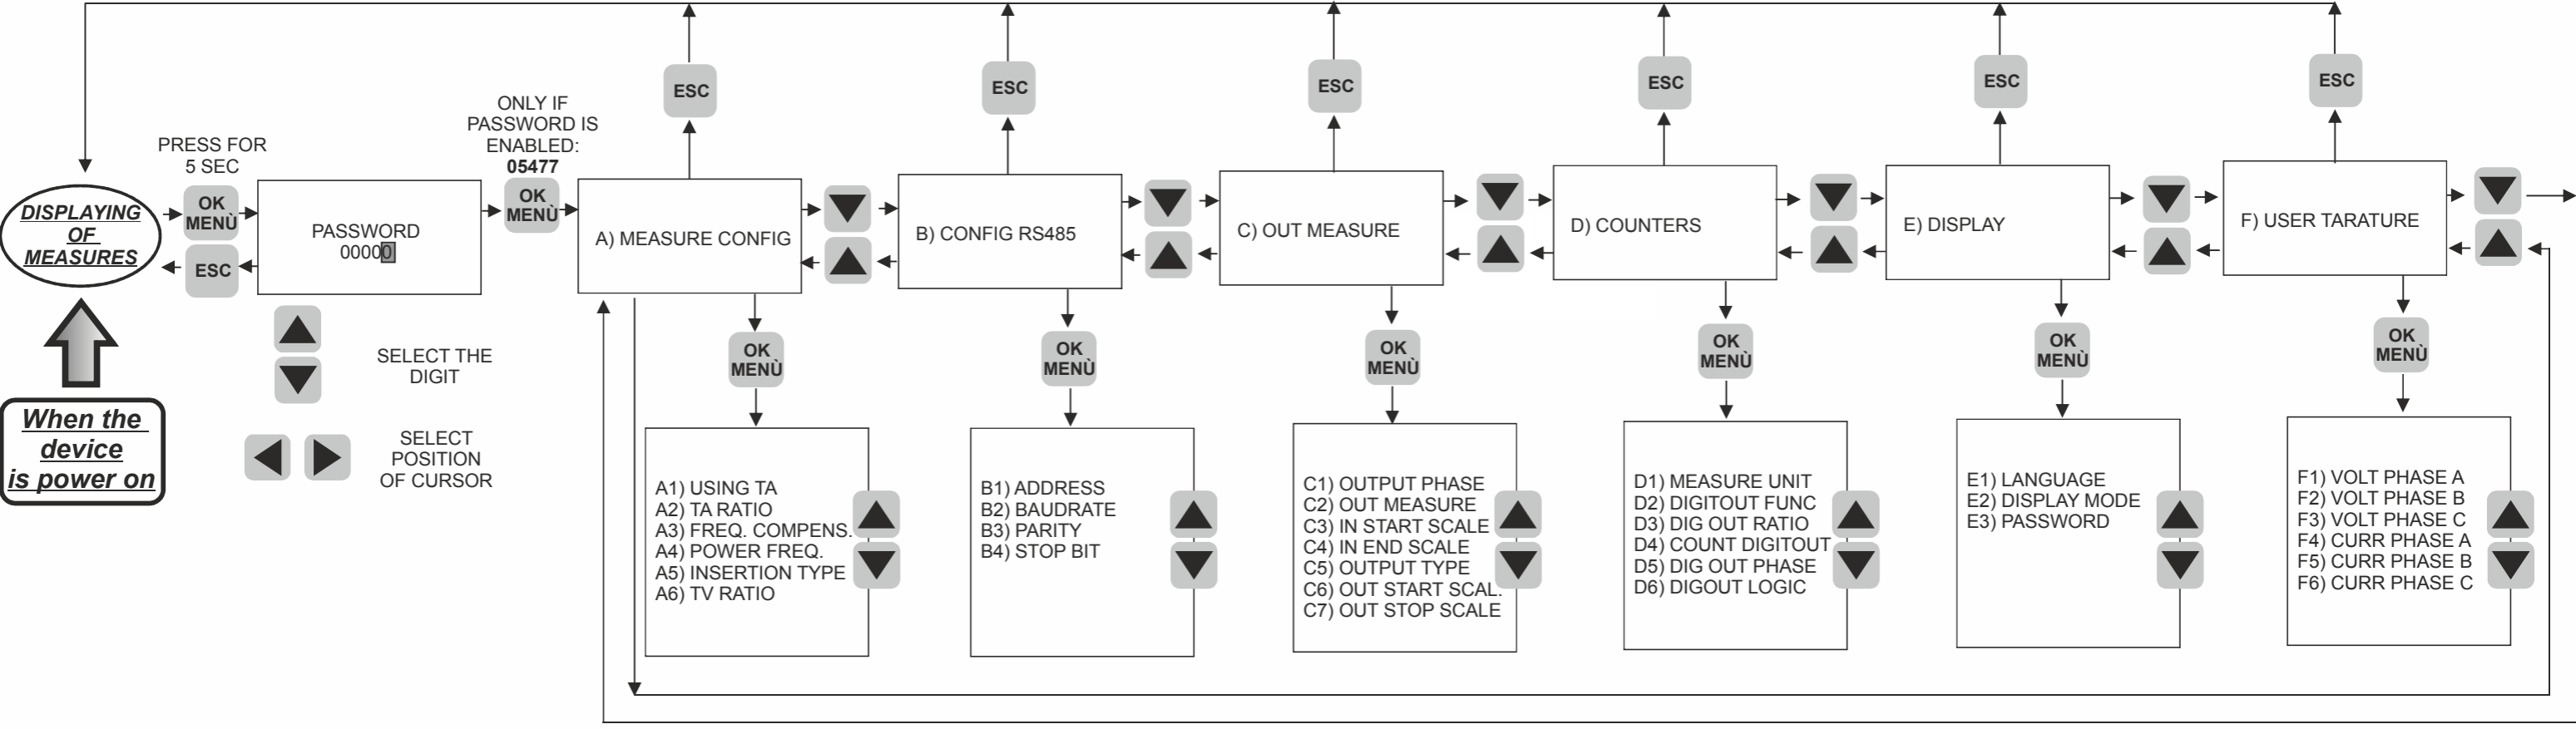 DISPLAYING
OF
MEASURES
When the
device
is power on
PRESS FOR
5 SEC
OK
MENÙ
ESC
PASSWORD
00000
SELECT THE
DIGIT
SELECT
POSITION
OF CURSOR
ONLY IF
PASSWORD IS
ENABLED:
05477
OK
MENÙ
ESC
A) MEASURE CONFIG
OK
MENÙ
A1) USING TA
A2) TA RATIO
A3) FREQ. COMPENS.
A4) POWER FREQ.
A5) INSERTION TYPE
A6) TV RATIO
ESC
B) CONFIG RS485
OK
MENÙ
B1) ADDRESS
B2) BAUDRATE
B3) PARITY
B4) STOP BIT
ESC
C) OUT MEASURE
OK
MENÙ
C1) OUTPUT PHASE
C2) OUT MEASURE
C3) IN START SCALE
C4) IN END SCALE
C5) OUTPUT TYPE
C6) OUT START SCAL.
C7) OUT STOP SCALE
ESC
D) COUNTERS
OK
MENÙ
D1) MEASURE UNIT
D2) DIGITOUT FUNC
D3) DIG OUT RATIO
D4) COUNT DIGITOUT
D5) DIG OUT PHASE
D6) DIGOUT LOGIC
ESC
E) DISPLAY
OK
MENÙ
E1) LANGUAGE
E2) DISPLAY MODE
E3) PASSWORD
ESC
F) USER TARATURE
OK
MENÙ
F1) VOLT PHASE A
F2) VOLT PHASE B
F3) VOLT PHASE C
F4) CURR PHASE A
F5) CURR PHASE B
F6) CURR PHASE C